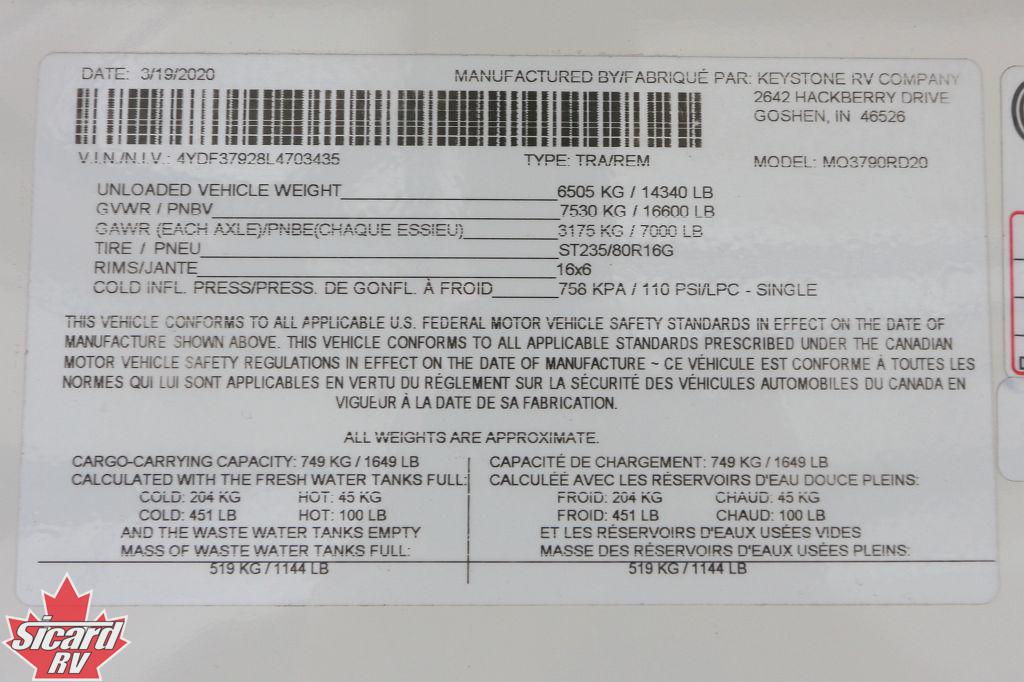 DATE: 3/19/2020
MANUFACTURED BY/FABRIQUÉ PAR: KEYSTONE RV COMPANY
2642 HACKBERRY DRIVE
GOSHEN, IN 46526
V.I.N./N.I.V.: 4YDF37928L4703435 TYPE: TRA/REM MODEL: MO3790RD20
UNLOADED VEHICLE WEIGHT 6505 KG / 14340 LB
GVWR / PNBV 7530 KG / 16600 LB
GAWR (EACH AXLE)/PNBE(CHAQUE ESSIEU) 3175 KG / 7000 LB
TIRE / PNEU ST235/80R16G
RIMS/JANTE 16x6
COLD INFL. PRESS/PRESS. DE GONFL. À FROID 758 KPA / 110 PSI/LPC - SINGLE
THIS VEHICLE CONFORMS TO ALL APPLICABLE U.S. FEDERAL MOTOR VEHICLE SAFETY STANDARDS IN EFFECT ON THE DATE OF
MANUFACTURE SHOWN ABOVE. THIS VEHICLE CONFORMS TO ALL APPLICABLE STANDARDS PRESCRIBED UNDER THE CANADIAN
MOTOR VEHICLE SAFETY REGULATIONS IN EFFECT ON THE DATE OF MANUFACTURE ~ CE VÉHICULE EST CONFORME À TOUTES LES
NORMES QUI LUI SONT APPLICABLES EN VERTU DU RÉGLEMENT SUR LA SÉCURITÉ DES VÉHICULES AUTOMOBILES DU CANADA EN
VIGUEUR À LA DATE DE SA FABRICATION.
ALL WEIGHTS ARE APPROXIMATE.
CARGO-CARRYING CAPACITY: 749 KG / 1649 LB
CALCULATED WITH THE FRESH WATER TANKS FULL:
COLD: 204 KG HOT: 45 KG
COLD: 451 LB HOT: 100 LB
AND THE WASTE WATER TANKS EMPTY
MASS OF WASTE WATER TANKS FULL:
519 KG / 1144 LB
CAPACITÉ DE CHARGEMENT: 749 KG / 1649 LB
CALCULÉE AVEC LES RÉSERVOIRS D'EAU DOUCE PLEINS:
FROID: 204 KG CHAUD: 45 KG
FROID: 451 LB CHAUD: 100 LB
ET LES RÉSERVOIRS D'EAUX USÉES VIDES
MASSE DES RÉSERVOIRS D'EAUX USÉES PLEINS:
519 KG / 1144 LB
Sicard
RV